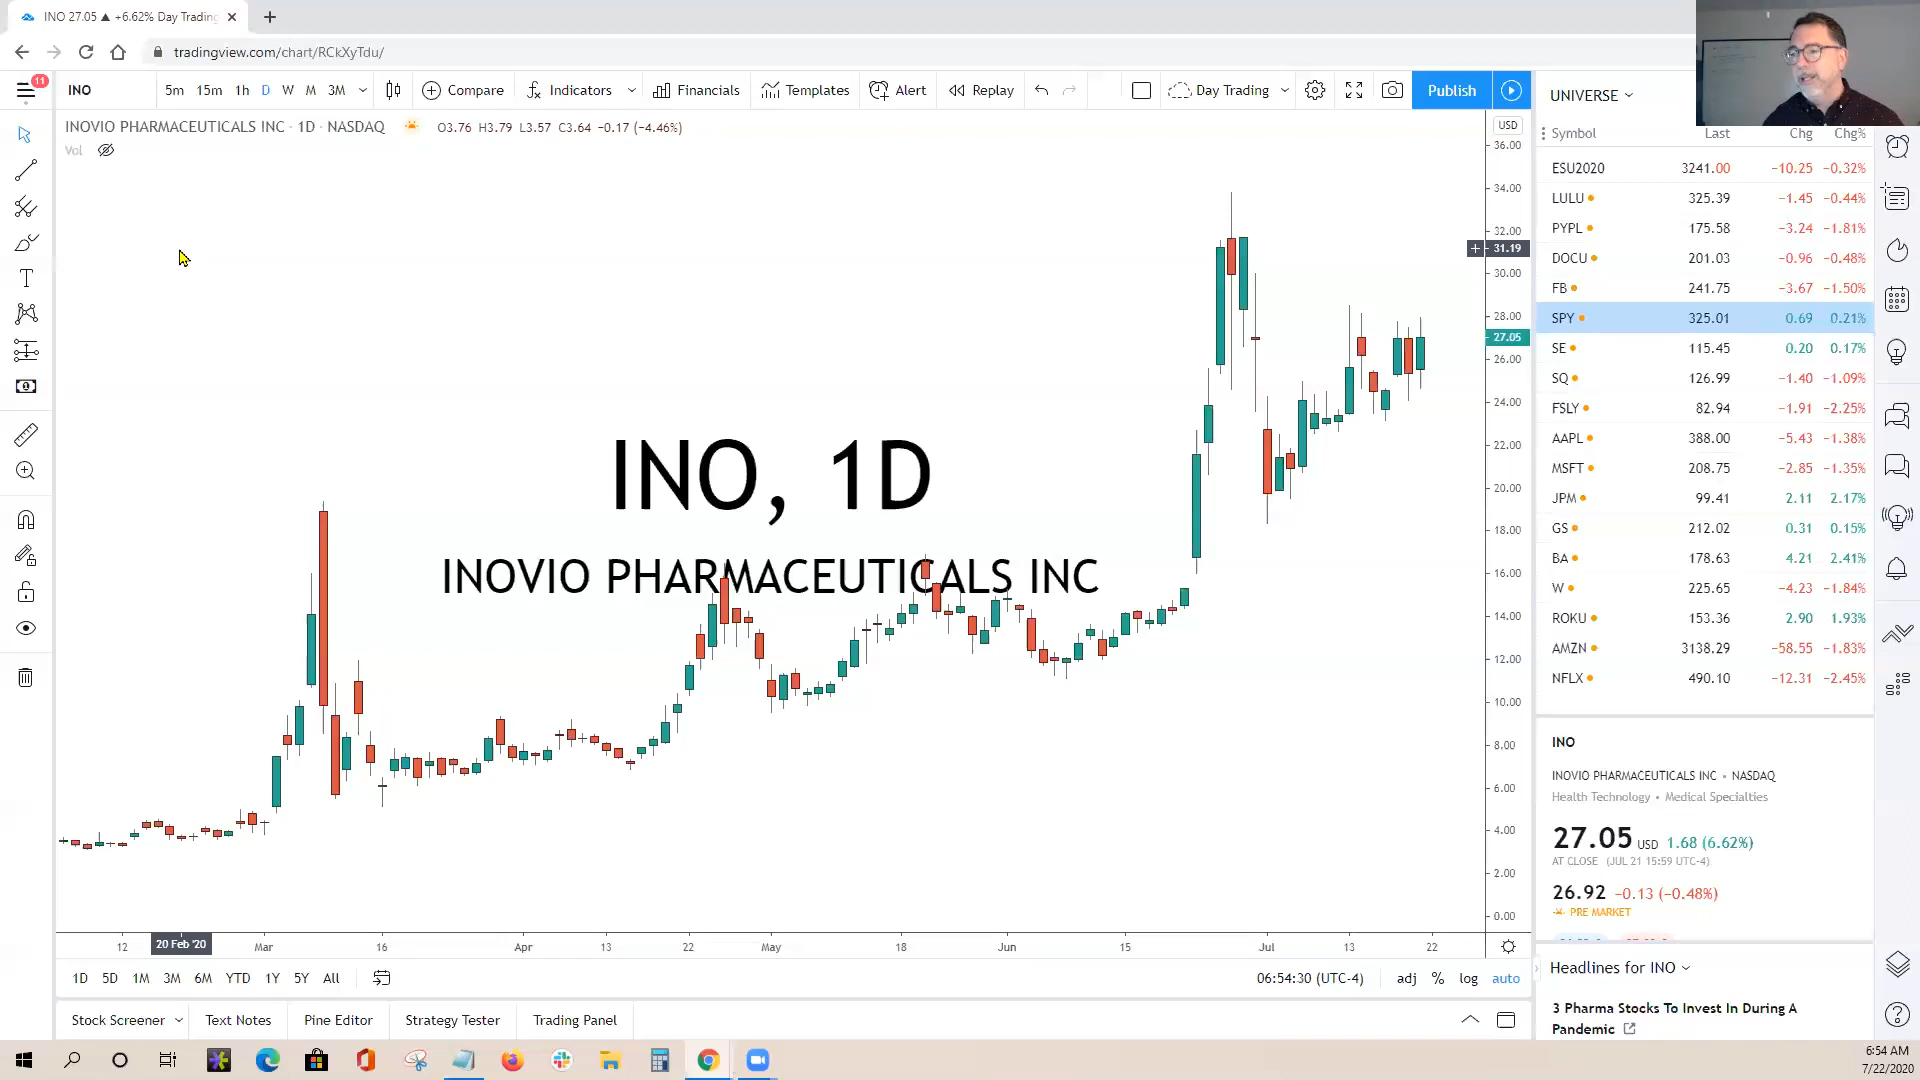 INO 27.05 ▲ +6.62% Day Trading
tradingview.com/chart/RCkXyTdu/
11
INO
5m 15m 1h D W M 3M
Compare
Indicators
Financials
Templates
Alert
Replay
Day Trading
Publish
INOVIO PHARMACEUTICALS INC · 1D · NASDAQ
O3.76 H3.79 L3.57 C3.64 −0.17 (−4.46%)
Vol
INO, 1D
INOVIO PHARMACEUTICALS INC
USD
36.00
34.00
32.00
31.19
30.00
28.00
27.05
26.00
24.00
22.00
20.00
18.00
16.00
14.00
12.00
10.00
8.00
6.00
4.00
2.00
0.00
12 20 Feb '20 Mar 16 Apr 13 22 May 18 Jun 15 Jul 13 22
1D 5D 1M 3M 6M YTD 1Y 5Y All
06:54:30 (UTC-4) adj % log auto
Stock Screener Text Notes Pine Editor Strategy Tester Trading Panel
UNIVERSE
Symbol Last Chg Chg%
ESU2020 3241.00 −10.25 −0.32%
LULU 325.39 −1.45 −0.44%
PYPL 175.58 −3.24 −1.81%
DOCU 201.03 −0.96 −0.48%
FB 241.75 −3.67 −1.50%
SPY 325.01 0.69 0.21%
SE 115.45 0.20 0.17%
SQ 126.99 −1.40 −1.09%
FSLY 82.94 −1.91 −2.25%
AAPL 388.00 −5.43 −1.38%
MSFT 208.75 −2.85 −1.35%
JPM 99.41 2.11 2.17%
GS 212.02 0.31 0.15%
BA 178.63 4.21 2.41%
W 225.65 −4.23 −1.84%
ROKU 153.36 2.90 1.93%
AMZN 3138.29 −58.55 −1.83%
NFLX 490.10 −12.31 −2.45%
INO
INOVIO PHARMACEUTICALS INC • NASDAQ
Health Technology • Medical Specialties
27.05 USD 1.68 (6.62%)
AT CLOSE (JUL 21 15:59 UTC-4)
26.92 −0.13 (−0.48%)
PRE MARKET
Headlines for INO
3 Pharma Stocks To Invest In During A
Pandemic
6:54 AM
7/22/2020